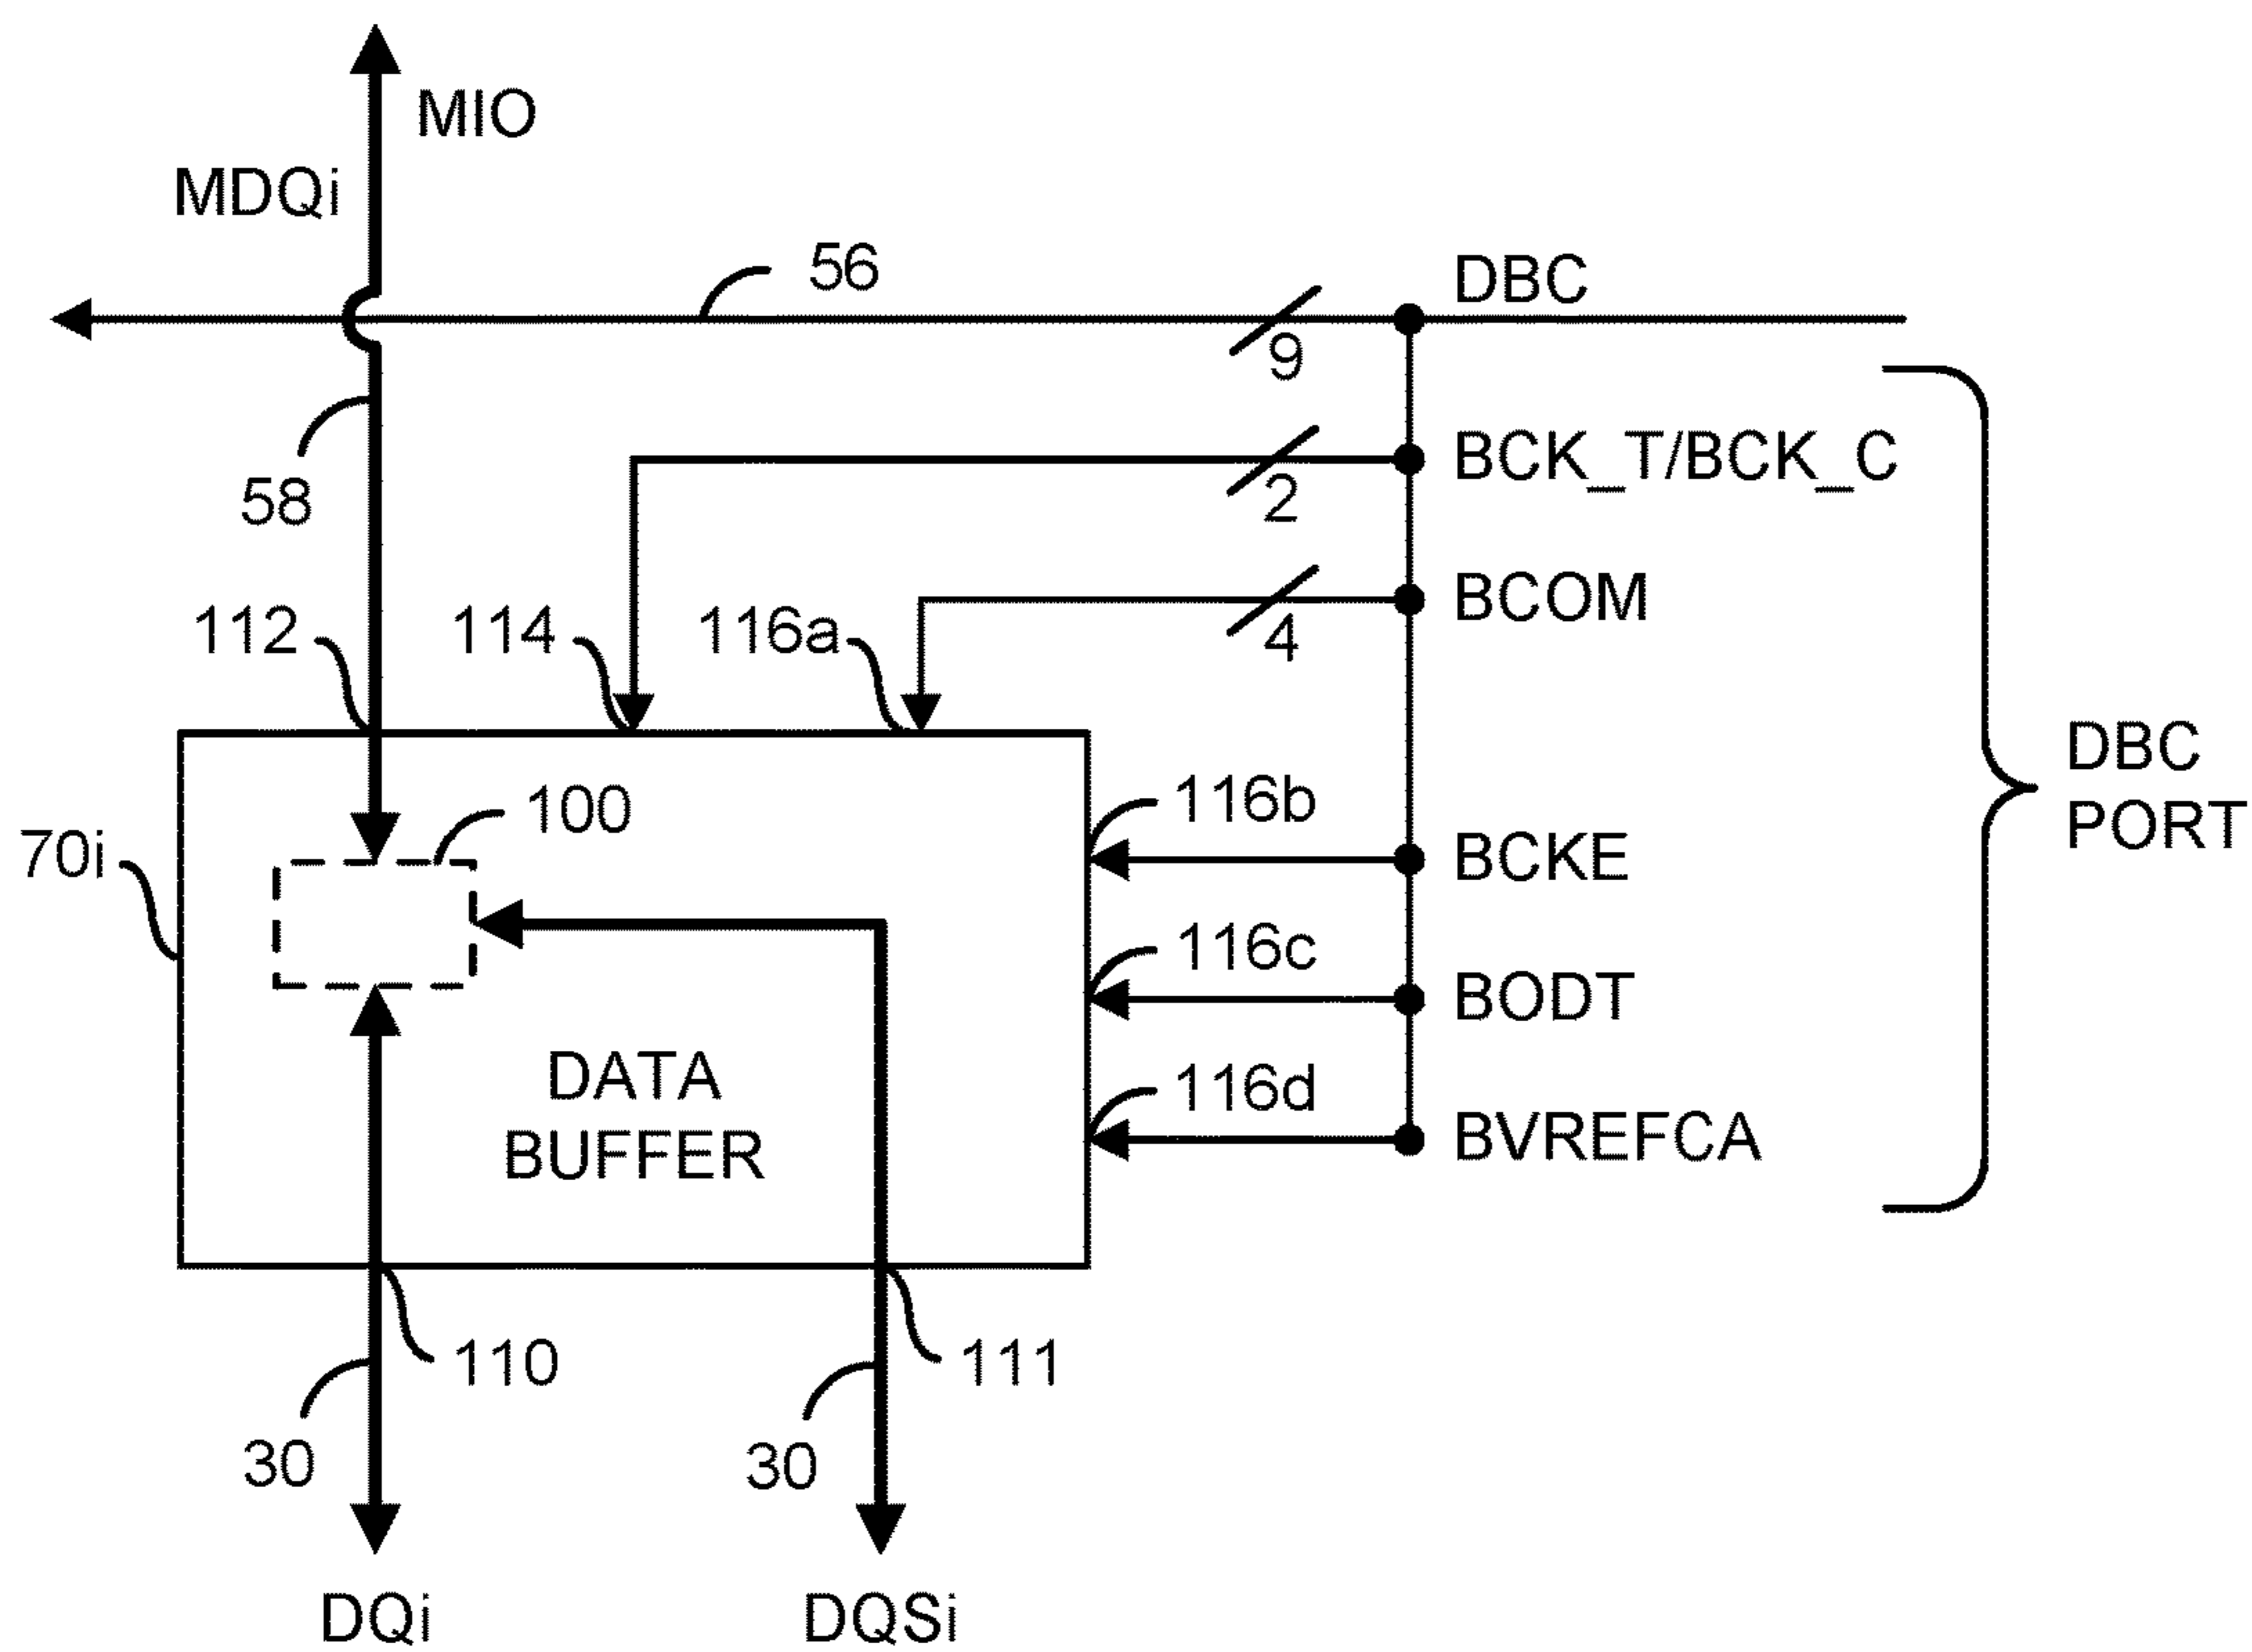 MIO
MDQi
56
DBC
9
58
BCK_T/BCK_C
2
112
114
116a
BCOM
4
70i
100
116b
BCKE
DBC
PORT
116c
BODT
DATA
BUFFER
116d
BVREFCA
110
111
30
30
DQi
DQSi